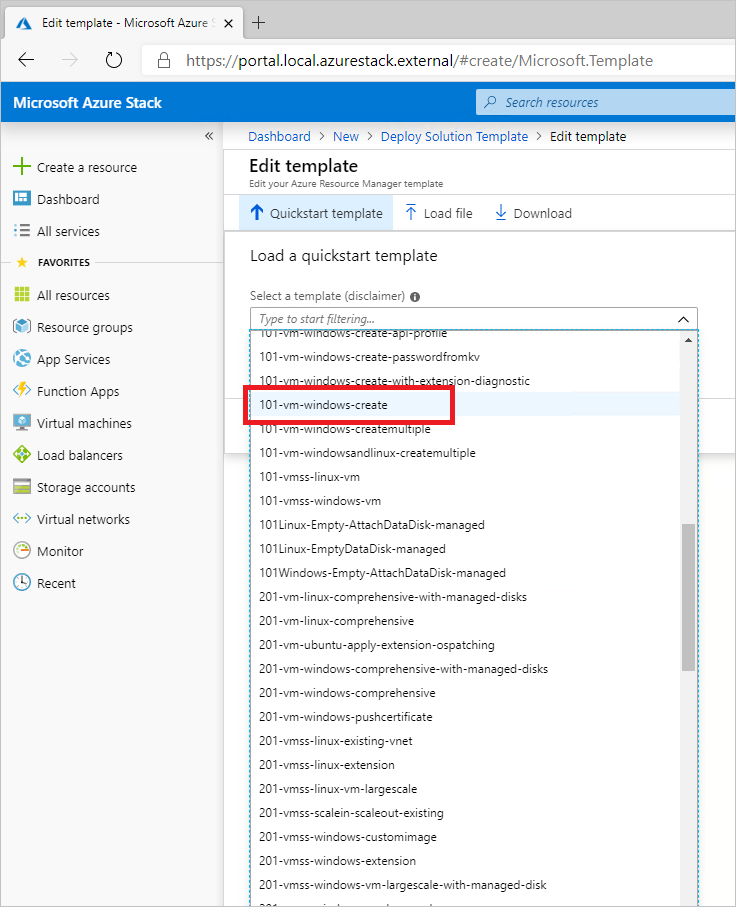 Edit template - Microsoft Azure S
https://portal.local.azurestack.external/#create/Microsoft.Template
Microsoft Azure Stack
Search resources
Dashboard > New > Deploy Solution Template > Edit template
Edit template
Edit your Azure Resource Manager template
Quickstart template
Load file
Download
Create a resource
Dashboard
All services
FAVORITES
All resources
Resource groups
App Services
Function Apps
Virtual machines
Load balancers
Storage accounts
Virtual networks
Monitor
Recent
Load a quickstart template
Select a template (disclaimer)
Type to start filtering...
101-vm-windows-create-api-profile
101-vm-windows-create-passwordfromkv
101-vm-windows-create-with-extension-diagnostic
101-vm-windows-create
101-vm-windows-createmultiple
101-vm-windowsandlinux-createmultiple
101-vmss-linux-vm
101-vmss-windows-vm
101Linux-Empty-AttachDataDisk-managed
101Linux-EmptyDataDisk-managed
101Windows-Empty-AttachDataDisk-managed
201-vm-linux-comprehensive-with-managed-disks
201-vm-linux-comprehensive
201-vm-ubuntu-apply-extension-ospatching
201-vm-windows-comprehensive-with-managed-disks
201-vm-windows-comprehensive
201-vm-windows-pushcertificate
201-vmss-linux-existing-vnet
201-vmss-linux-extension
201-vmss-linux-vm-largescale
201-vmss-scalein-scaleout-existing
201-vmss-windows-customimage
201-vmss-windows-extension
201-vmss-windows-vm-largescale-with-managed-disk